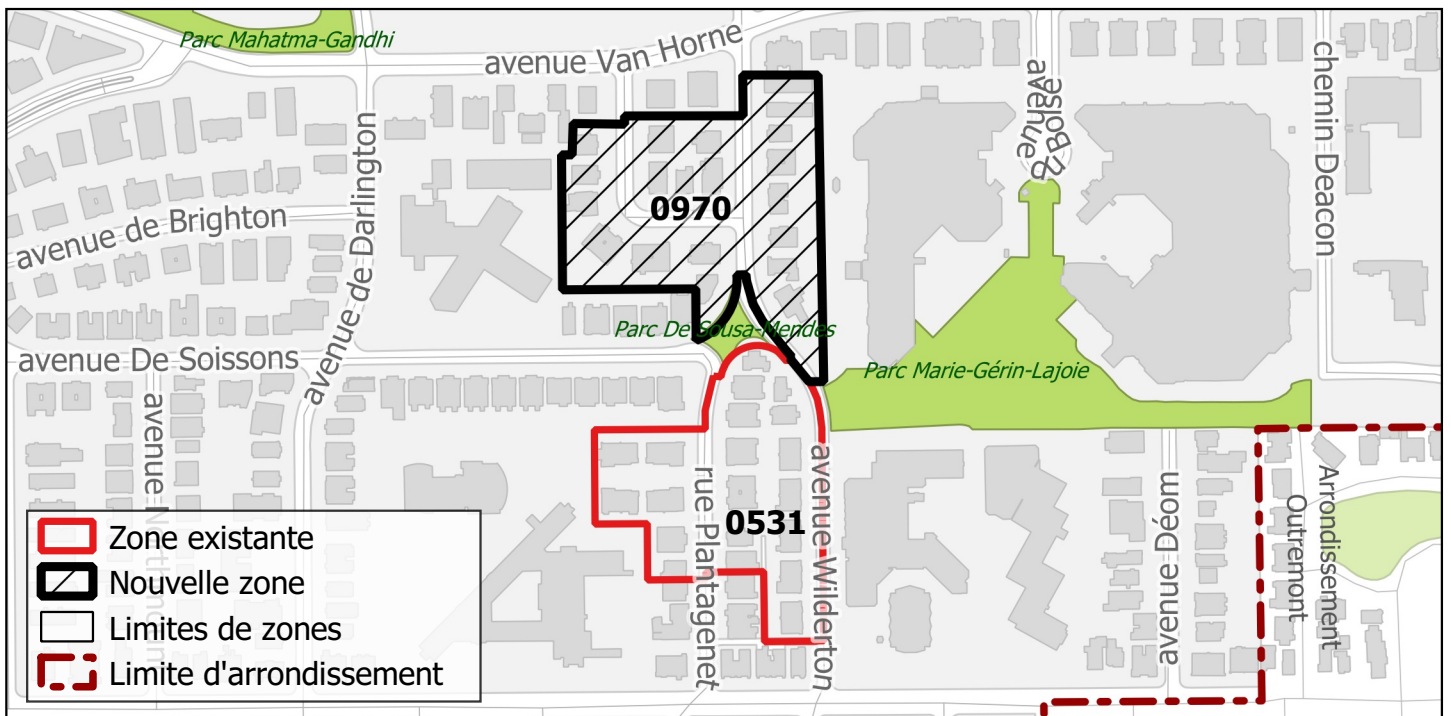 Parc Mahatma-Gandhi
avenue Van Horne
avenue
chemin Deacon
avenue de Darlington
0970
avenue de Brighton
Parc De Sousa-Mendes
avenue De Soissons
Parc Marie-Gérin-Lajoie
avenue
rue Plantagenet
0531
avenue Wilderton
avenue Déom
Arrondissement
Outremont
Zone existante
Nouvelle zone
Limites de zones
Limite d'arrondissement